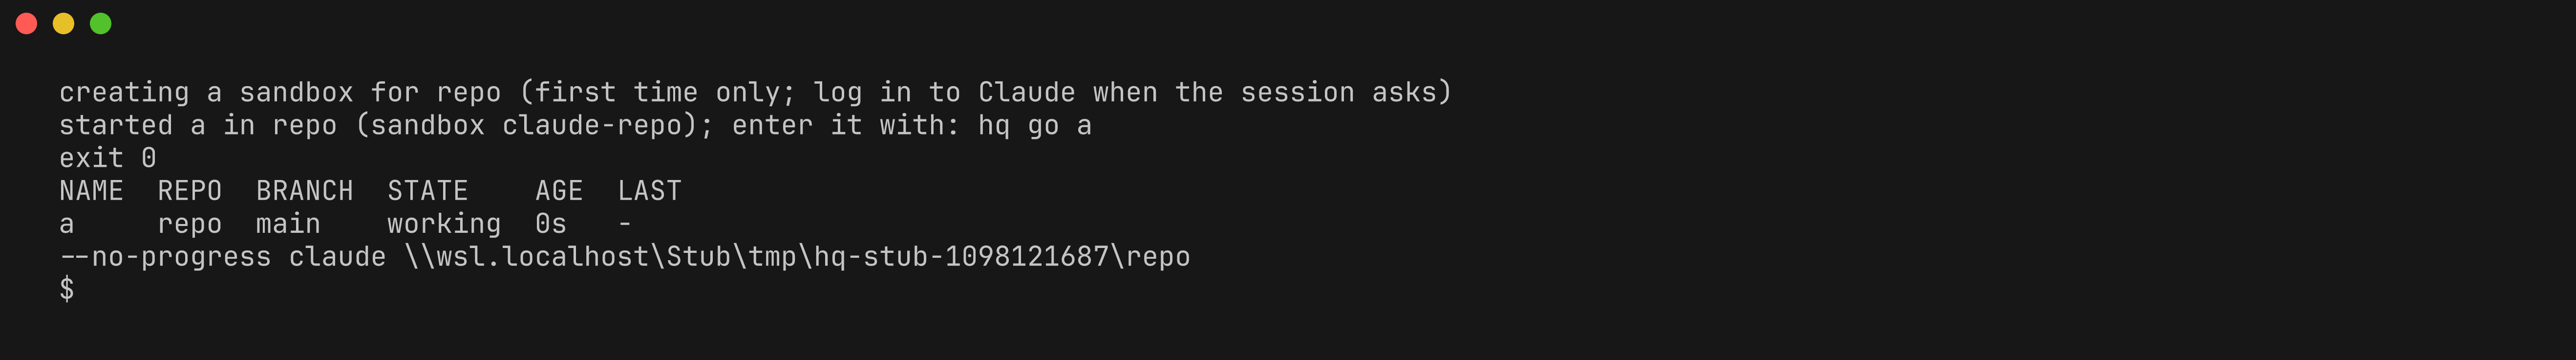 creating a sandbox for repo (first time only; log in to Claude when the session asks)
started a in repo (sandbox claude-repo); enter it with: hq go a
exit 0
NAME  REPO  BRANCH  STATE    AGE  LAST
a     repo  main    working  0s   -
--no-progress claude \\wsl.localhost\Stub\tmp\hq-stub-1098121687\repo
$